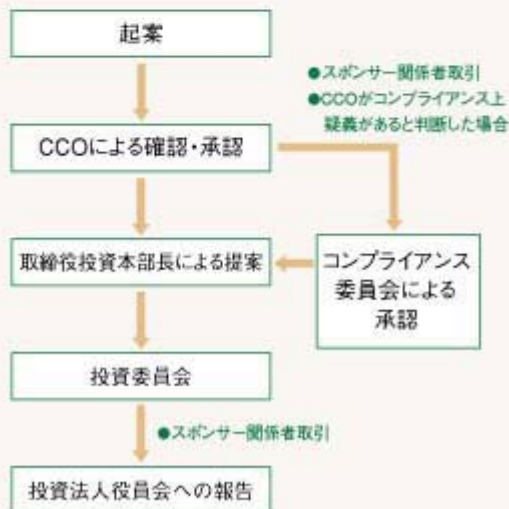 起案
●スポンサー関係者取引
●CCOがコンプライアンス上
疑義があると判断した場合
CCOによる確認・承認
取締役投資本部長による提案
コンプライアンス
委員会による
承認
投資委員会
●スポンサー関係者取引
投資法人役員会への報告